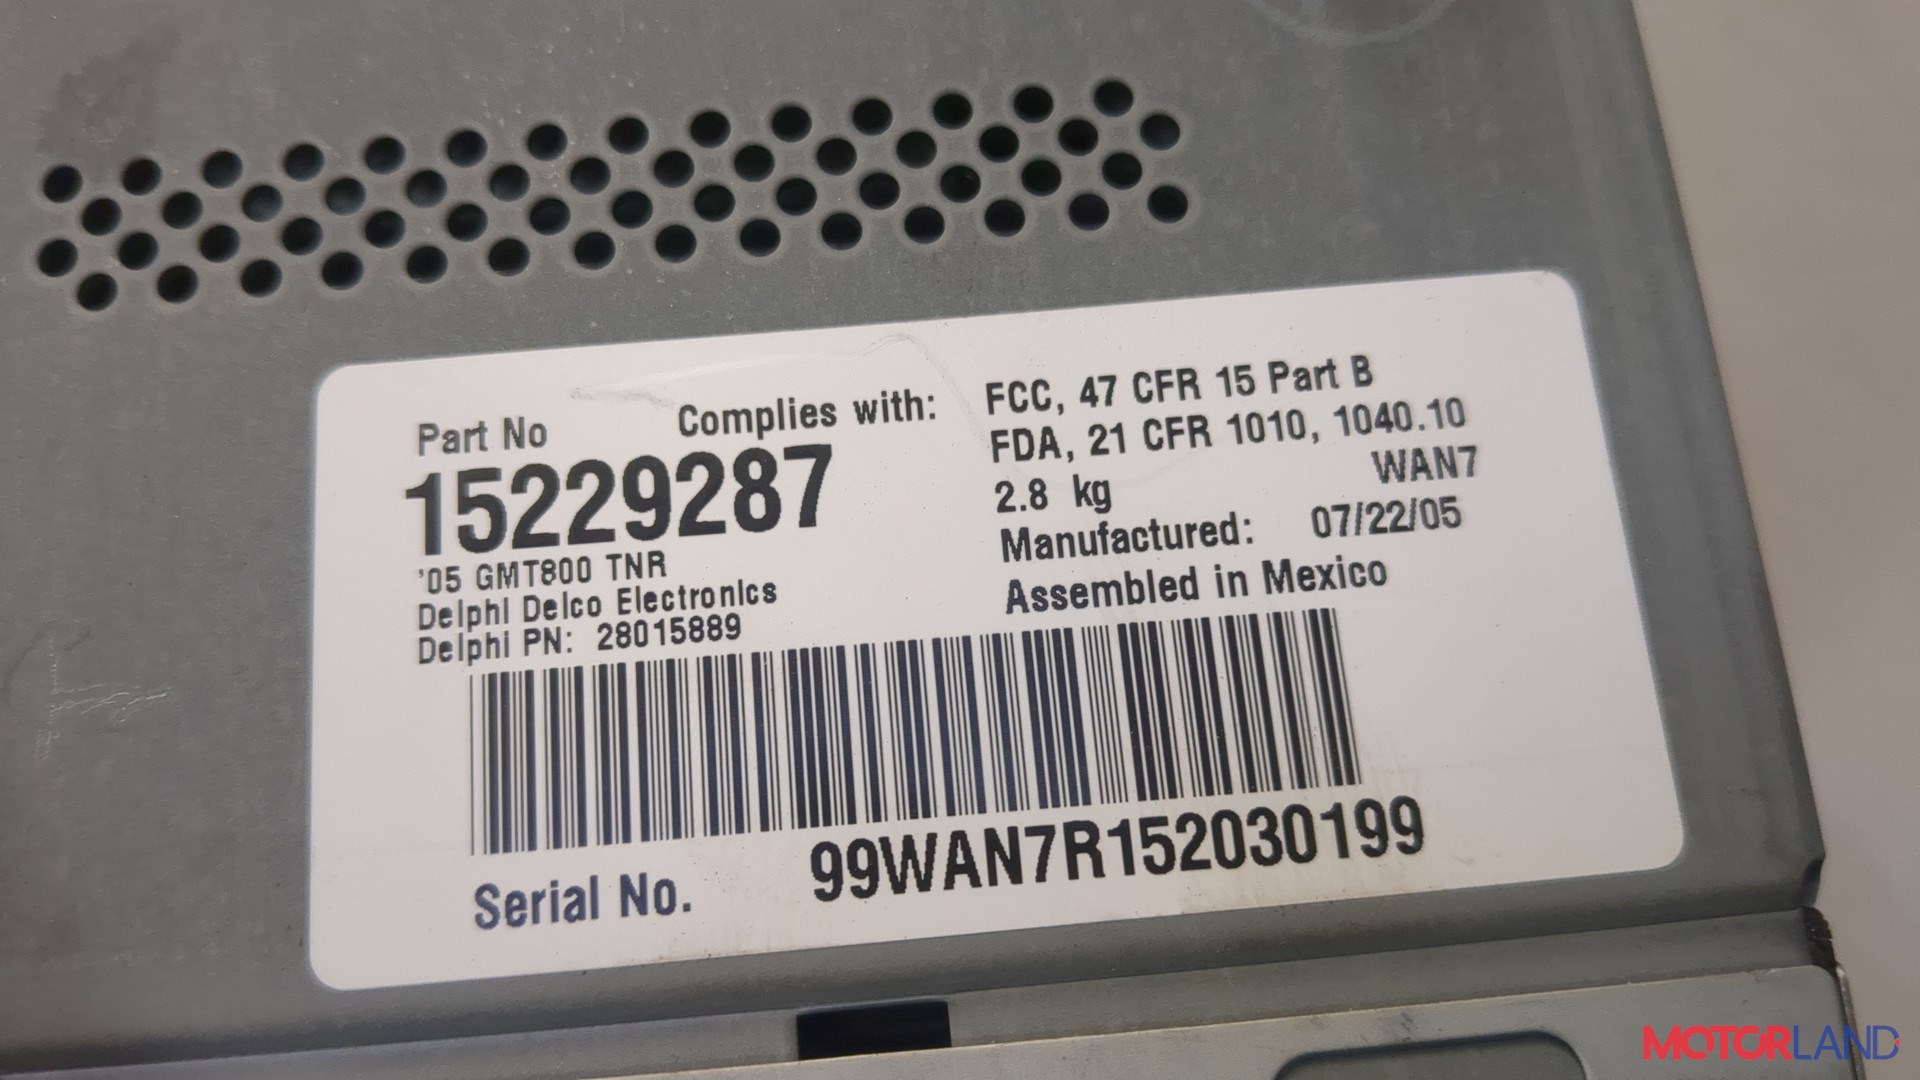 Part No
15229287
'05 GMT800 TNR
Delphi Delco Electronics
Delphi PN: 28015889
Complies with:
FCC, 47 CFR 15 Part B
FDA, 21 CFR 1010, 1040.10
2.8 kg WAN7
Manufactured: 07/22/05
Assembled in Mexico
Serial No. 99WAN7R152030199
MOTORLAND